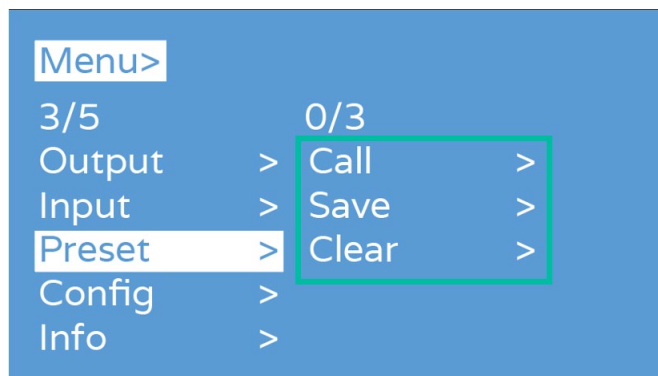 Menu>
3/5 0/3
Output > Call >
Input > Save >
Preset > Clear >
Config >
Info >